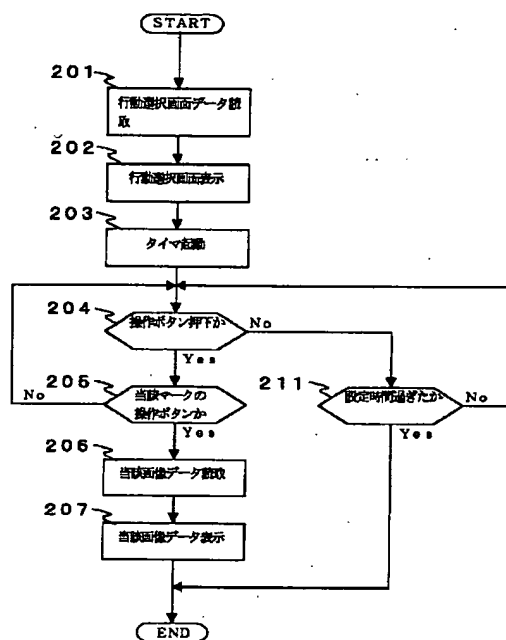 START
201
行動選択画面データ読
取
202
行動選択画面表示
203
タイマ起動
204
操作ボタン押下か
No
Yes
205
当該マークの
操作ボタンか
No
Yes
211
設定時間過ぎたか
No
Yes
206
当該画像データ読取
207
当該画像データ表示
END